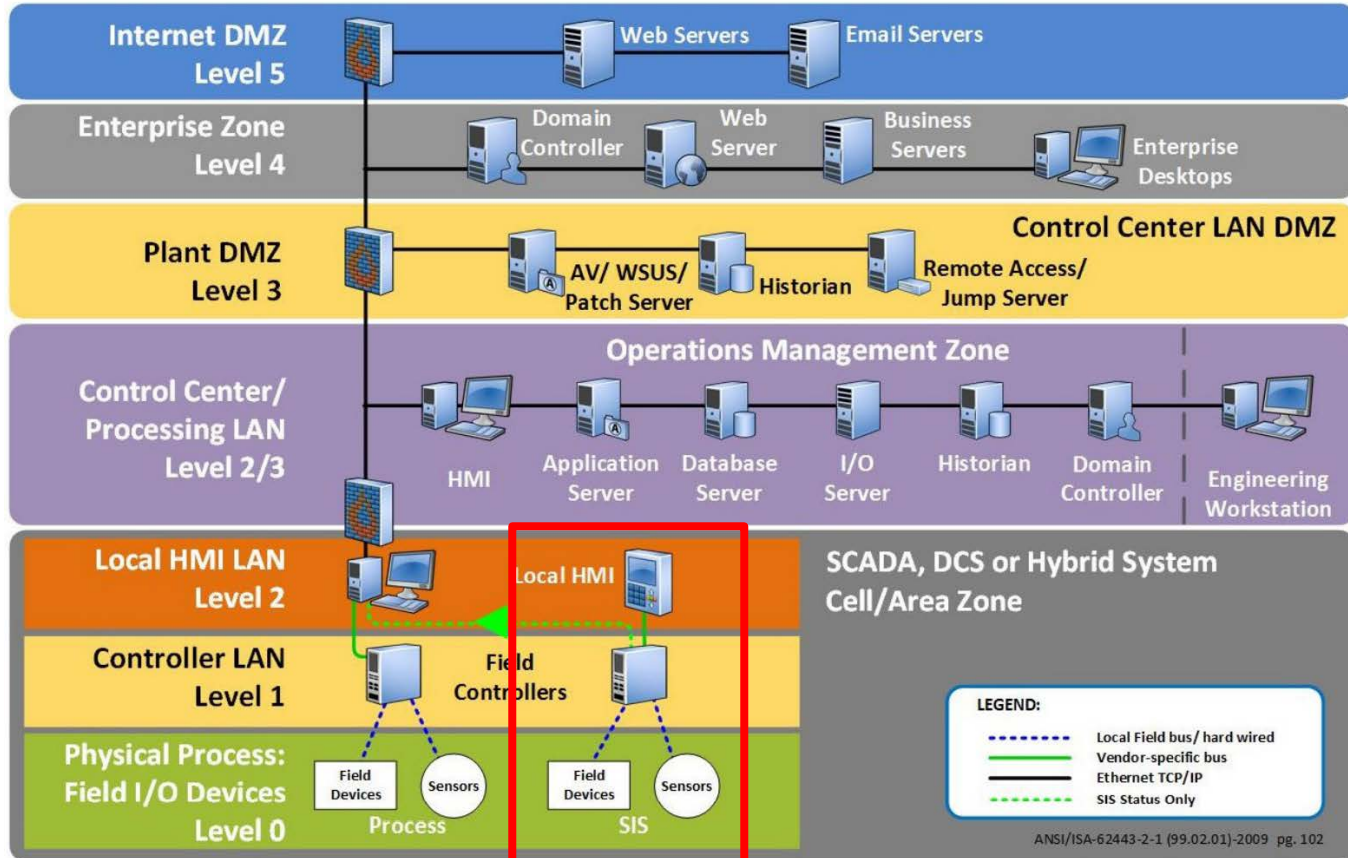 Internet DMZ
Level 5
Web Servers
Email Servers
Enterprise Zone
Level 4
Domain
Controller
Web
Server
Business
Servers
Enterprise
Desktops
Plant DMZ
Level 3
Control Center LAN DMZ
AV/ WSUS/
Patch Server
Historian
Remote Access/
Jump Server
Control Center/
Processing LAN
Level 2/3
Operations Management Zone
HMI
Application
Server
Database
Server
I/O
Server
Historian
Domain
Controller
Engineering
Workstation
Local HMI LAN
Level 2
Local HMI
SCADA, DCS or Hybrid System
Cell/Area Zone
Controller LAN
Level 1
Field
Controllers
Physical Process:
Field I/O Devices
Level 0
Field
Devices
Sensors
Process
Field
Devices
Sensors
SIS
LEGEND:
Local Field bus/ hard wired
Vendor-specific bus
Ethernet TCP/IP
SIS Status Only
ANSI/ISA-62443-2-1 (99.02.01)-2009 pg. 102